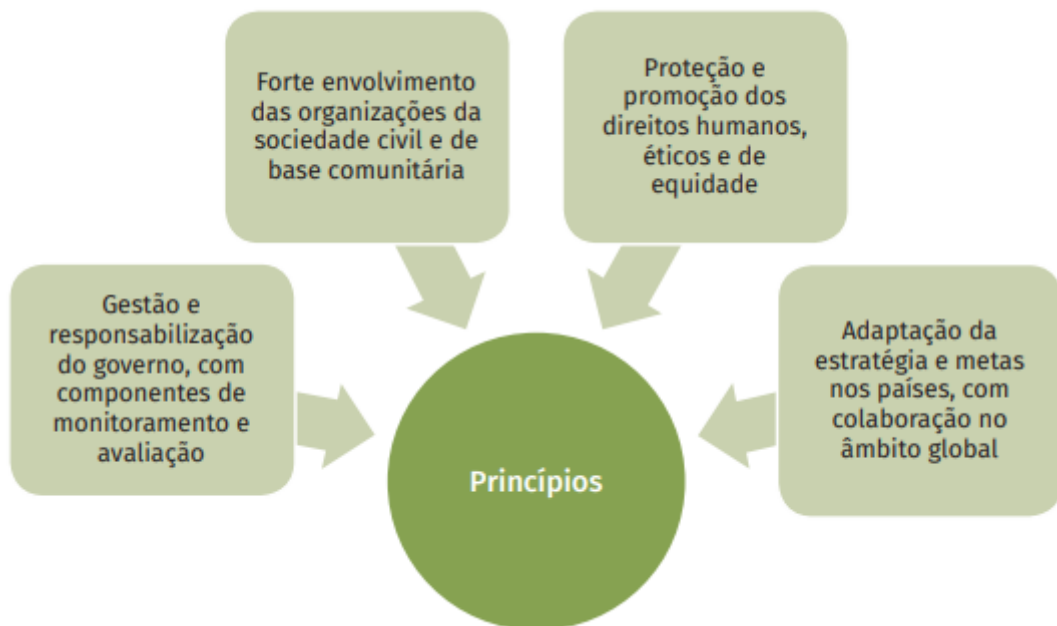 Forte envolvimento
das organizações da
sociedade civil e de
base comunitária
Proteção e
promoção dos
direitos humanos,
éticos e de
equidade
Gestão e
responsabilização
do governo, com
componentes de
monitoramento e
avaliação
Adaptação da
estratégia e metas
nos países, com
colaboração no
âmbito global
Princípios